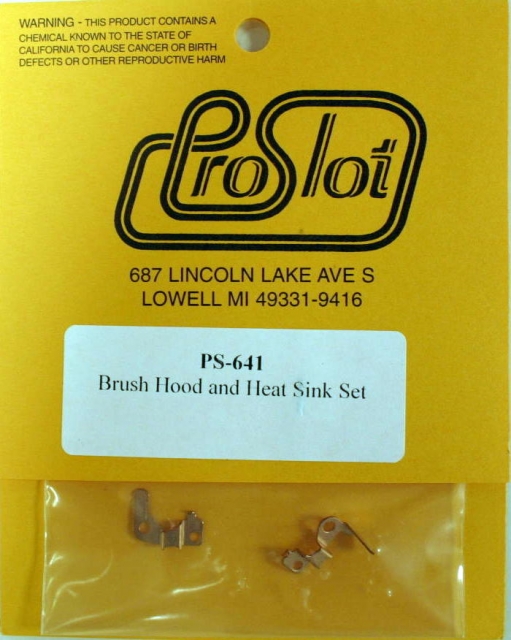 WARNING - THIS PRODUCT CONTAINS A
CHEMICAL KNOWN TO THE STATE OF
CALIFORNIA TO CAUSE CANCER OR BIRTH
DEFECTS OR OTHER REPRODUCTIVE HARM
ProSlot
687 LINCOLN LAKE AVE S
LOWELL MI 49331-9416
PS-641
Brush Hood and Heat Sink Set